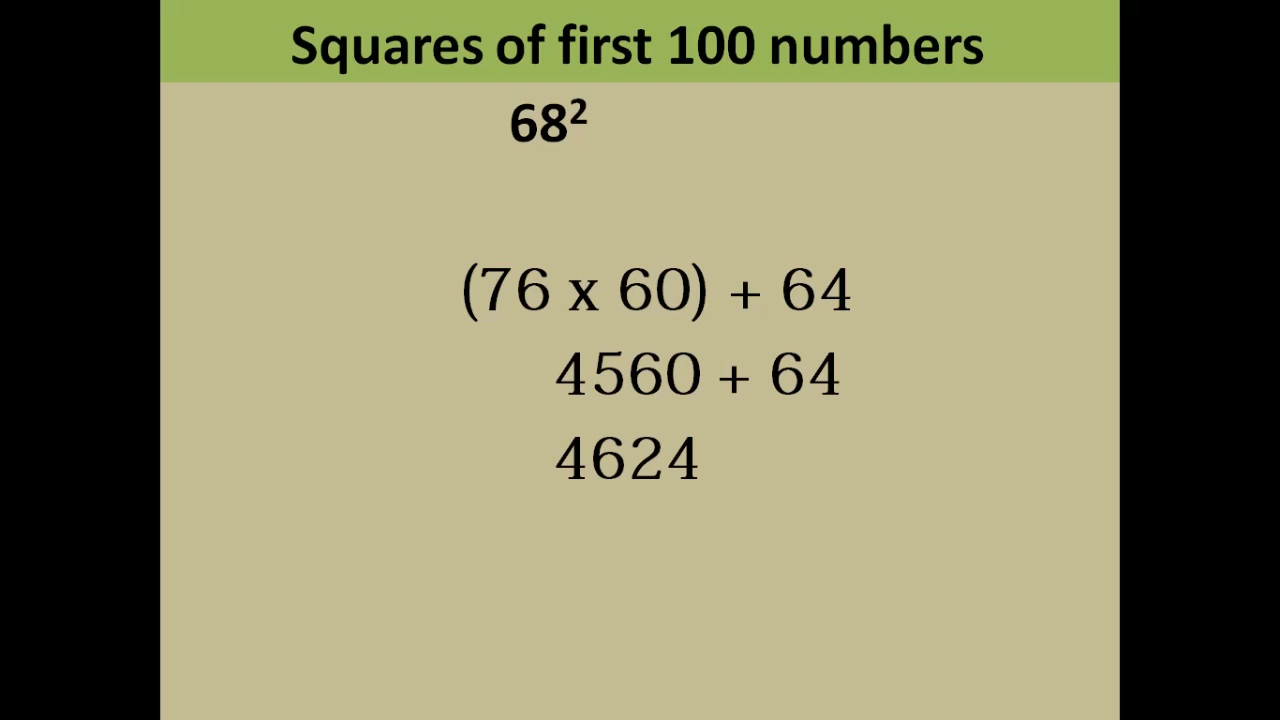 Squares of first 100 numbers
68²
(76 x 60) + 64
4560 + 64
4624